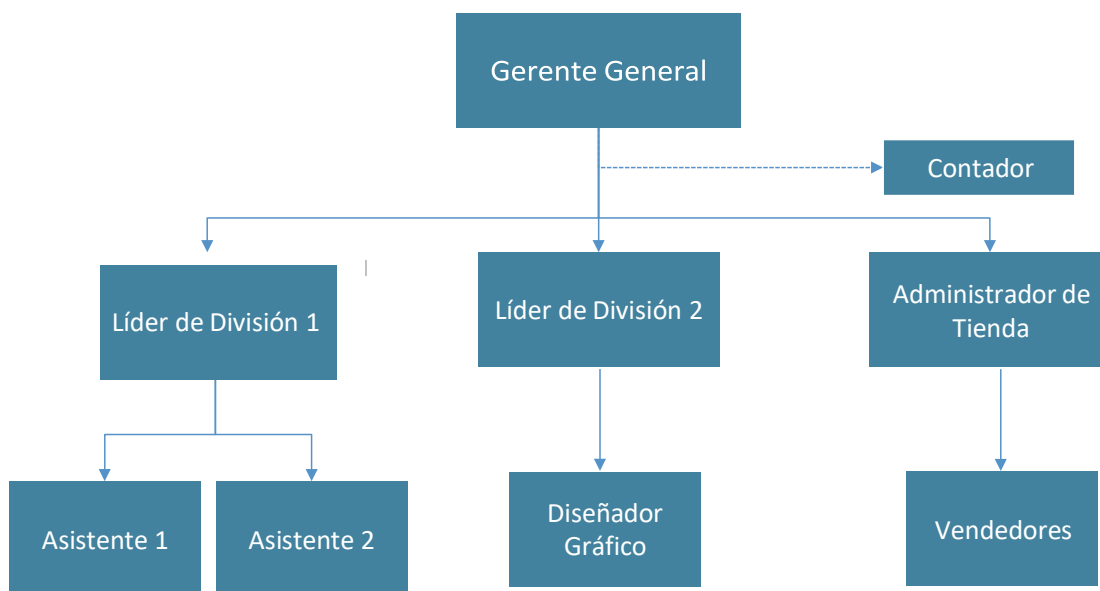 Gerente General
Contador
Líder de División 1
Líder de División 2
Administrador de
Tienda
Asistente 1
Asistente 2
Diseñador
Gráfico
Vendedores